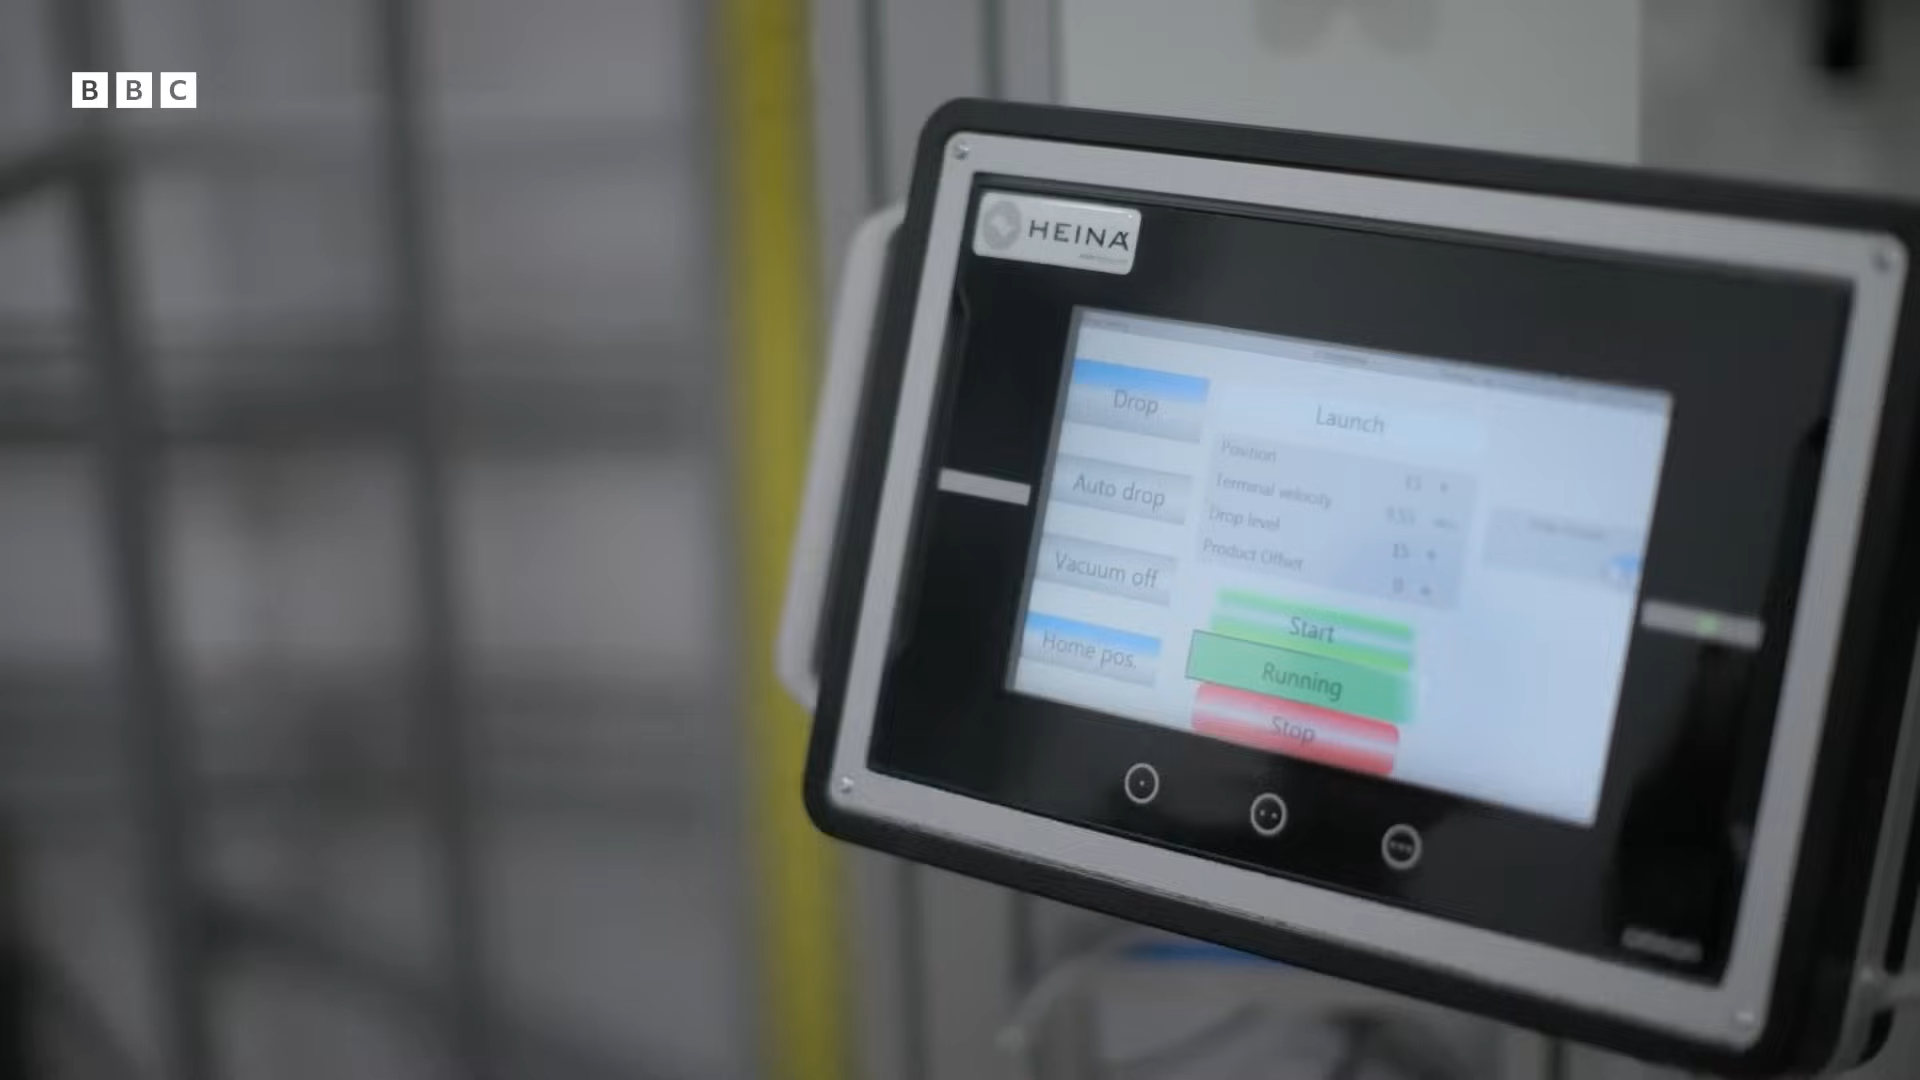 BBC
HEINA
Drop
Auto drop
Vacuum off
Home pos.
Launch
Position
Terminal velocity
Drop level
15
Product Offset
Start
Running
Stop